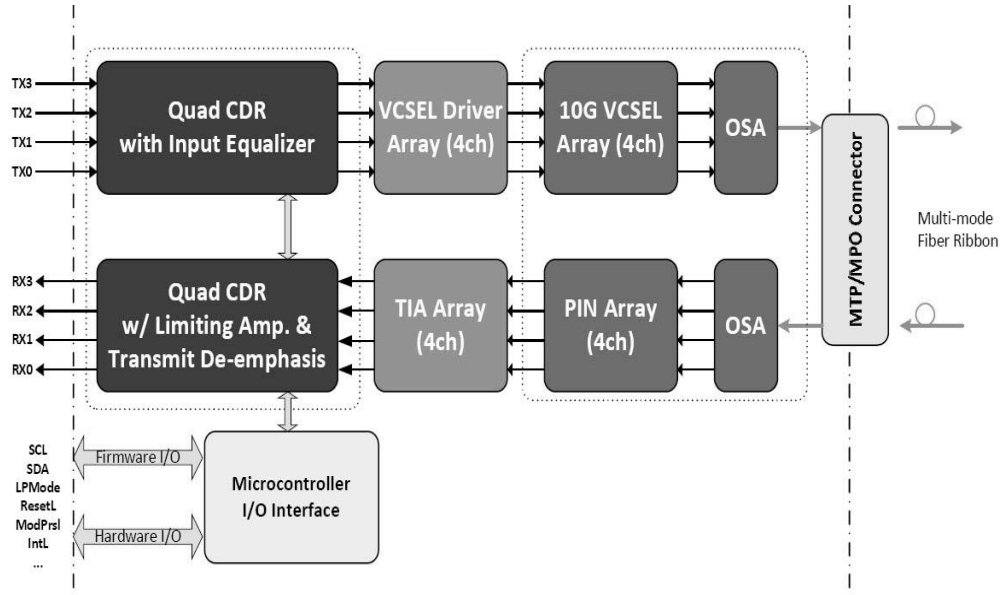 TX3
TX2
TX1
TX0
Quad CDR
with Input Equalizer
VCSEL Driver
Array (4ch)
10G VCSEL
Array (4ch)
OSA
MTP/MPO Connector
Multi-mode
Fiber Ribbon
RX3
RX2
RX1
RX0
Quad CDR
w/ Limiting Amp. &
Transmit De-emphasis
TIA Array
(4ch)
PIN Array
(4ch)
OSA
SCL
SDA
LPMode
ResetL
ModPrsl
IntL
...
Firmware I/O
Hardware I/O
Microcontroller
I/O Interface